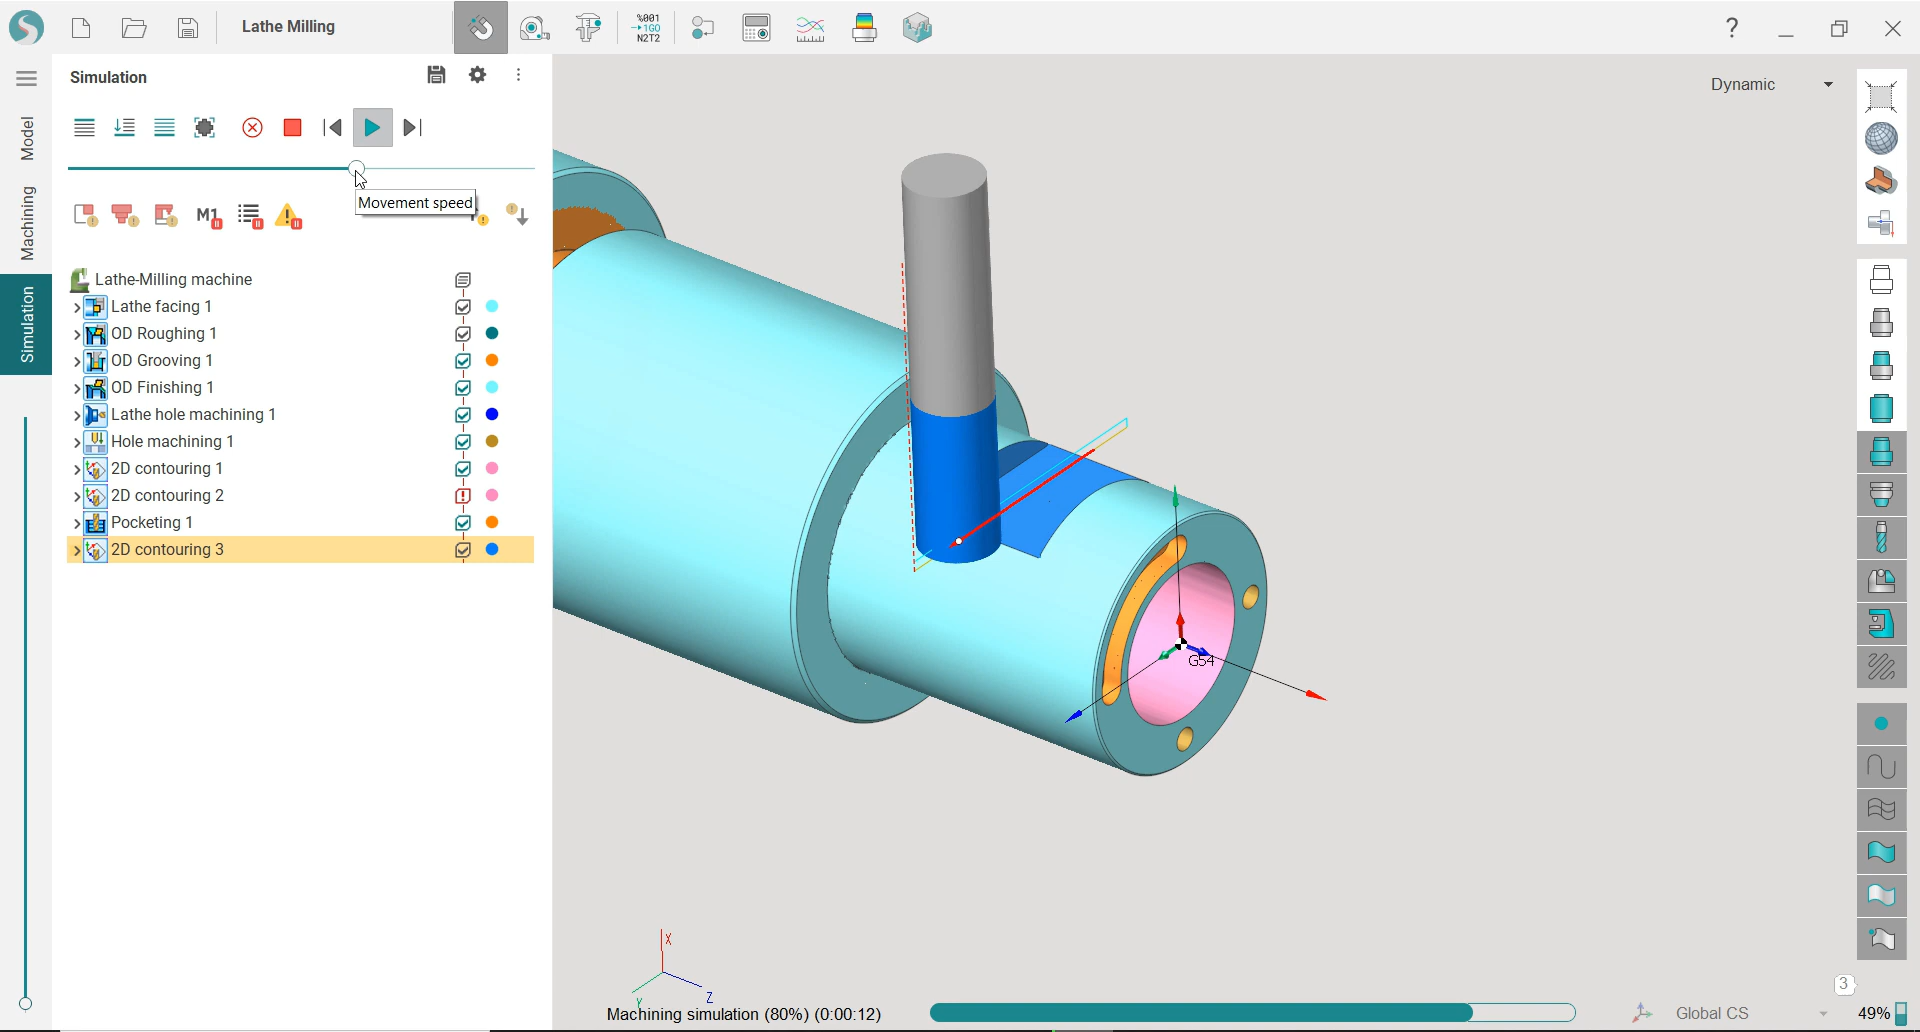 Lathe Milling
%001
→1G0
N2T2
Simulation
Dynamic
Model
Machining
Simulation
Movement speed
M1
Lathe-Milling machine
Lathe facing 1
OD Roughing 1
OD Grooving 1
OD Finishing 1
Lathe hole machining 1
Hole machining 1
2D contouring 1
2D contouring 2
Pocketing 1
2D contouring 3
G54
X
Y
Z
3
Machining simulation (80%) (0:00:12)
Global CS
49%